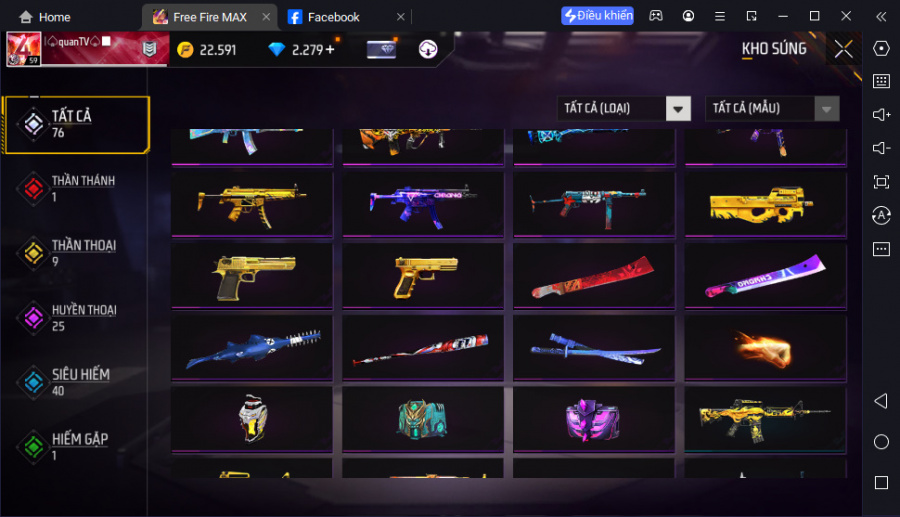 Home
Free Fire MAX
Facebook
Điều khiển
quanTV
59
22.591
2.279 +
KHO SÚNG
TẤT CẢ
76
TẤT CẢ (LOẠI)
TẤT CẢ (MẪU)
THẦN THÁNH
1
THẦN THOẠI
9
HUYỀN THOẠI
25
SIÊU HIẾM
40
HIẾM GẶP
1